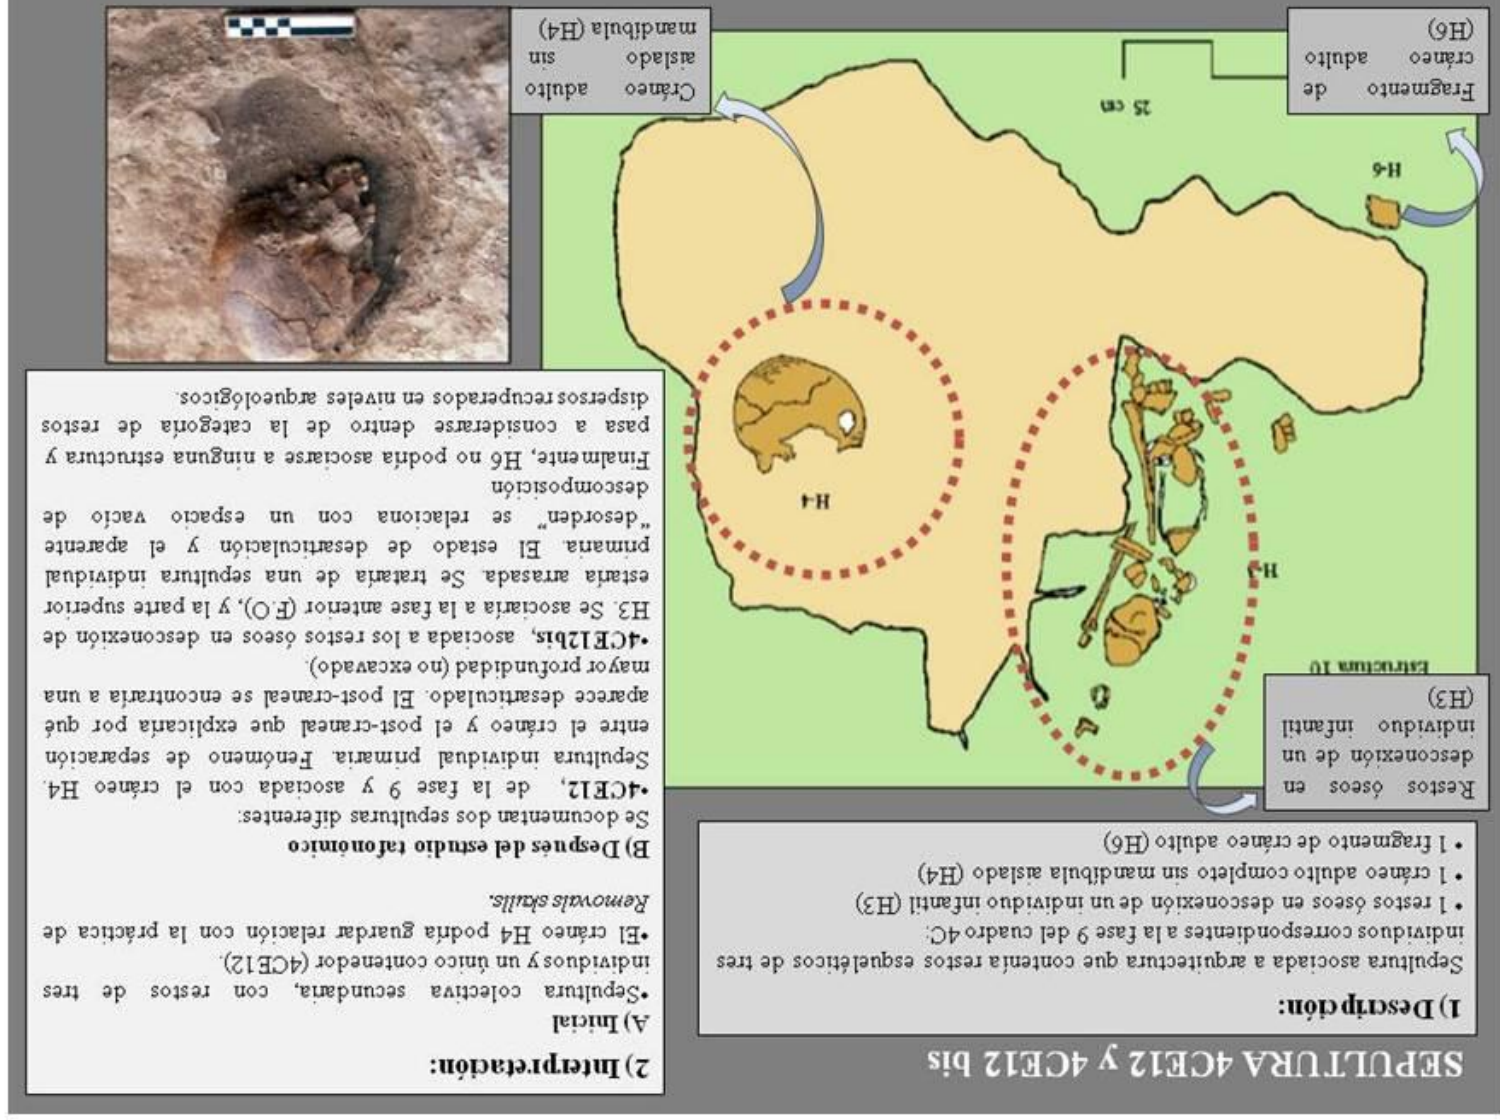 SEPULTURA 4CE12 y 4CE12 bis
1) Descripción:
Sepultura asociada a arquitectura que contenía restos esqueléticos de tres
individuos correspondientes a la fase 9 del cuadro 4C:
• 1 restos óseos en desconexión de un individuo infantil (H3)
• 1 cráneo adulto completo sin mandíbula aislado (H4)
• 1 fragmento de cráneo adulto (H6)
2) Interpretación:
A) Inicial
•Sepultura colectiva secundaria, con restos de tres
individuos y un único contenedor (4CE12).
•El cráneo H4 podría guardar relación con la práctica de
Removals skulls.
B) Después del estudio tafonómico
Se documentan dos sepulturas diferentes:
•4CE12, de la fase 9 y asociada con el cráneo H4.
Sepultura individual primaria. Fenómeno de separación
entre el cráneo y el post-craneal que explicaría por qué
aparece desarticulado. El post-craneal se encontraría a una
mayor profundidad (no excavado).
•4CE12bis, asociada a los restos óseos en desconexión de
H3. Se asociaría a la fase anterior (F.O), y la parte superior
estaría arrasada. Se trataría de una sepultura individual
primaria. El estado de desarticulación y el aparente
"desorden" se relaciona con un espacio vacío de
descomposición
Finalmente, H6 no podría asociarse a ninguna estructura y
pasa a considerarse dentro de la categoría de restos
dispersos recuperados en niveles arqueológicos.
Restos óseos en
desconexión de un
individuo infantil
(H3)
Estructura 10
H-3
H-4
H-6
25 cm
Fragmento de
cráneo adulto
(H6)
Cráneo adulto
aislado sin
mandíbula (H4)